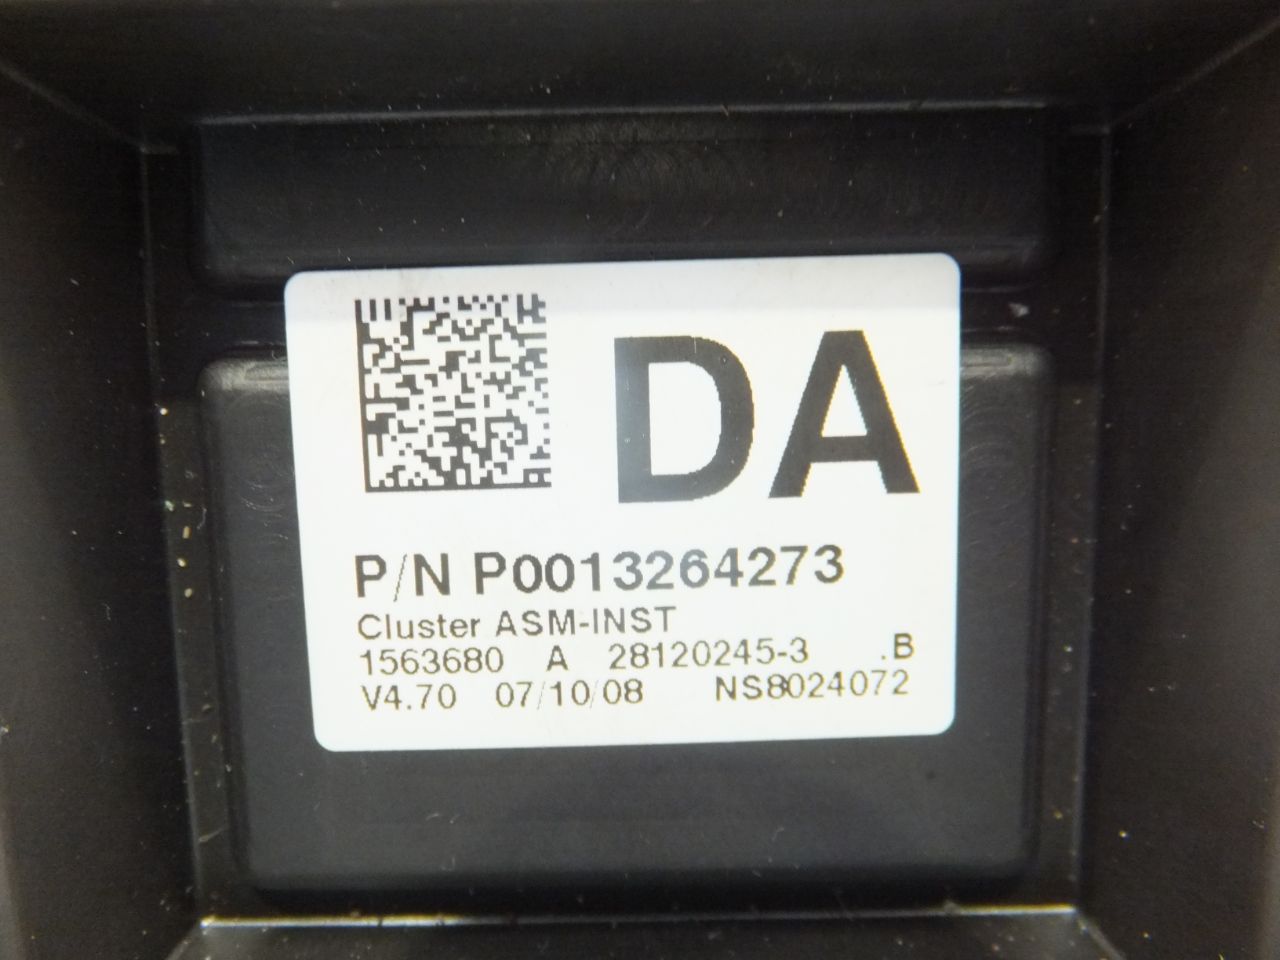 DA
P/N P0013264273
Cluster ASM-INST
1563680 A 28120245-3 .B
V4.70 07/10/08 NS8024072